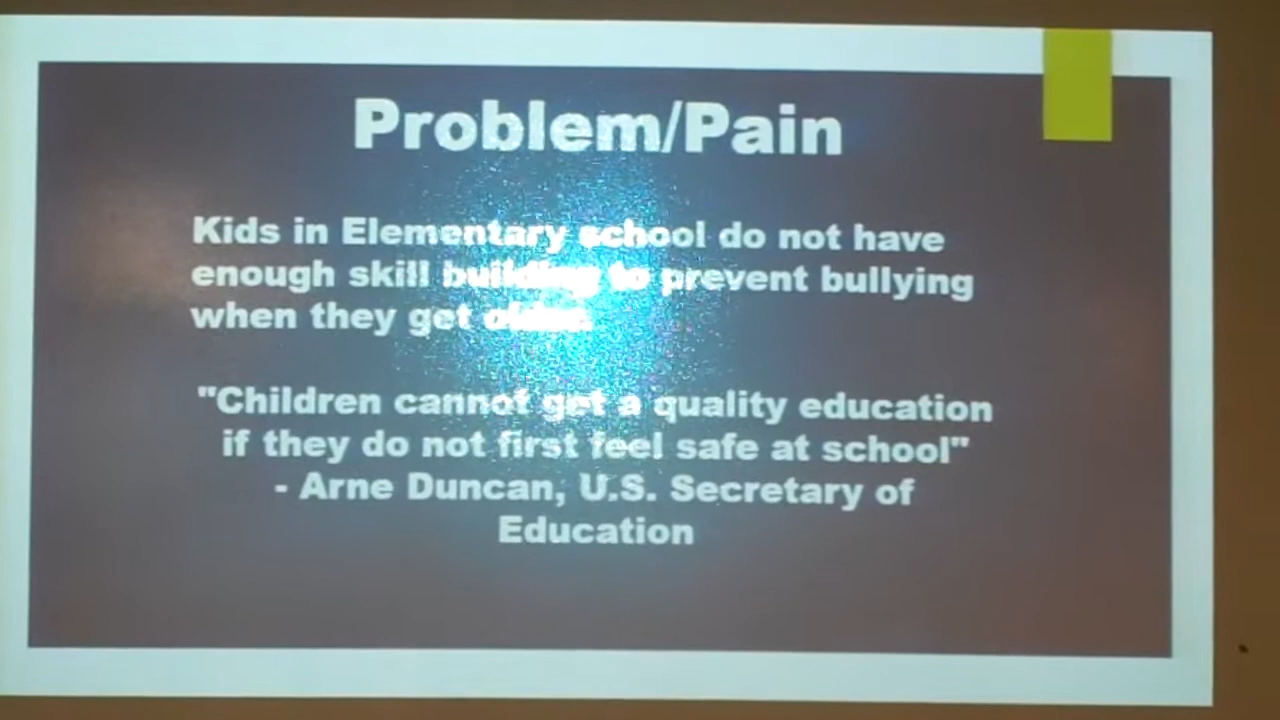 Problem/Pain
Kids in Elementary school do not have
enough skill building to prevent bullying
when they get older.
"Children cannot get a quality education
if they do not first feel safe at school"
- Arne Duncan, U.S. Secretary of
Education